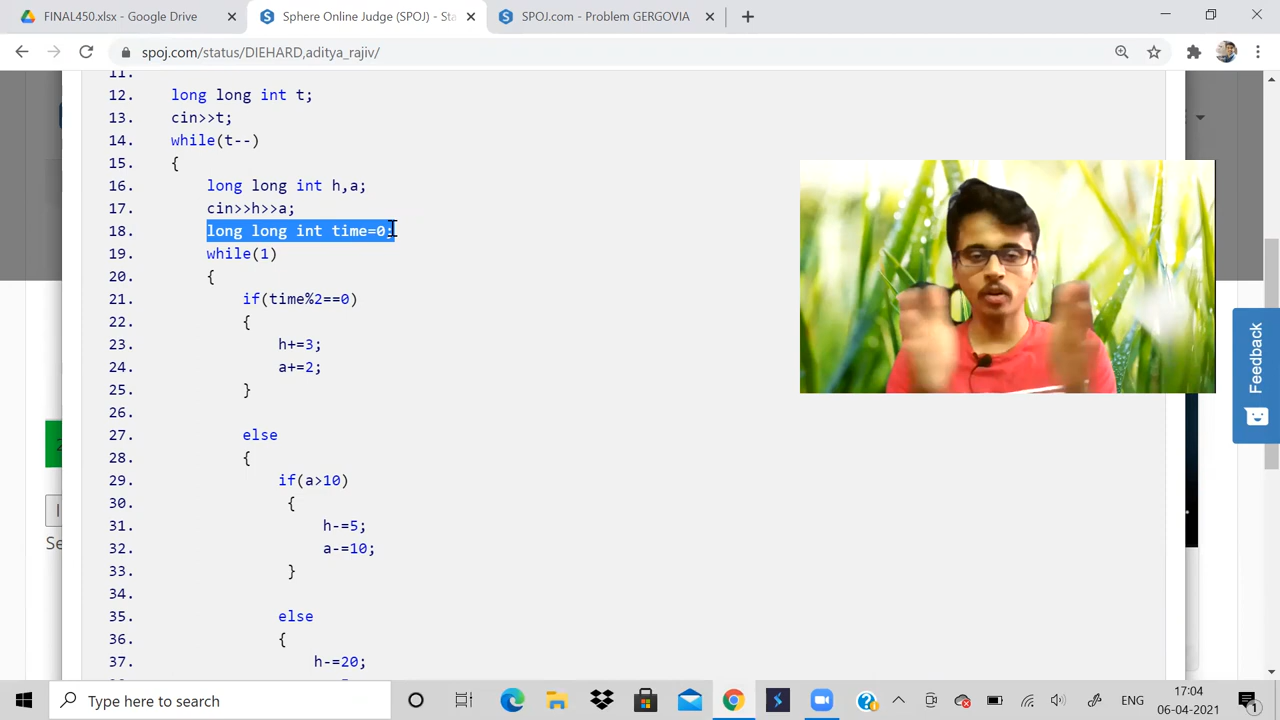 FINAL450.xlsx - Google Drive
Sphere Online Judge (SPOJ) - Sta
SPOJ.com - Problem GERGOVIA
spoj.com/status/DIEHARD,aditya_rajiv/
11.
12. long long int t;
13. cin>>t;
14. while(t--)
15. {
16. long long int h,a;
17. cin>>h>>a;
18. long long int time=0;
19. while(1)
20. {
21. if(time%2==0)
22. {
23. h+=3;
24. a+=2;
25. }
26.
27. else
28. {
29. if(a>10)
30. {
31. h-=5;
32. a-=10;
33. }
34.
35. else
36. {
37. h-=20;
Feedback
Se
Type here to search
ENG
17:04
06-04-2021